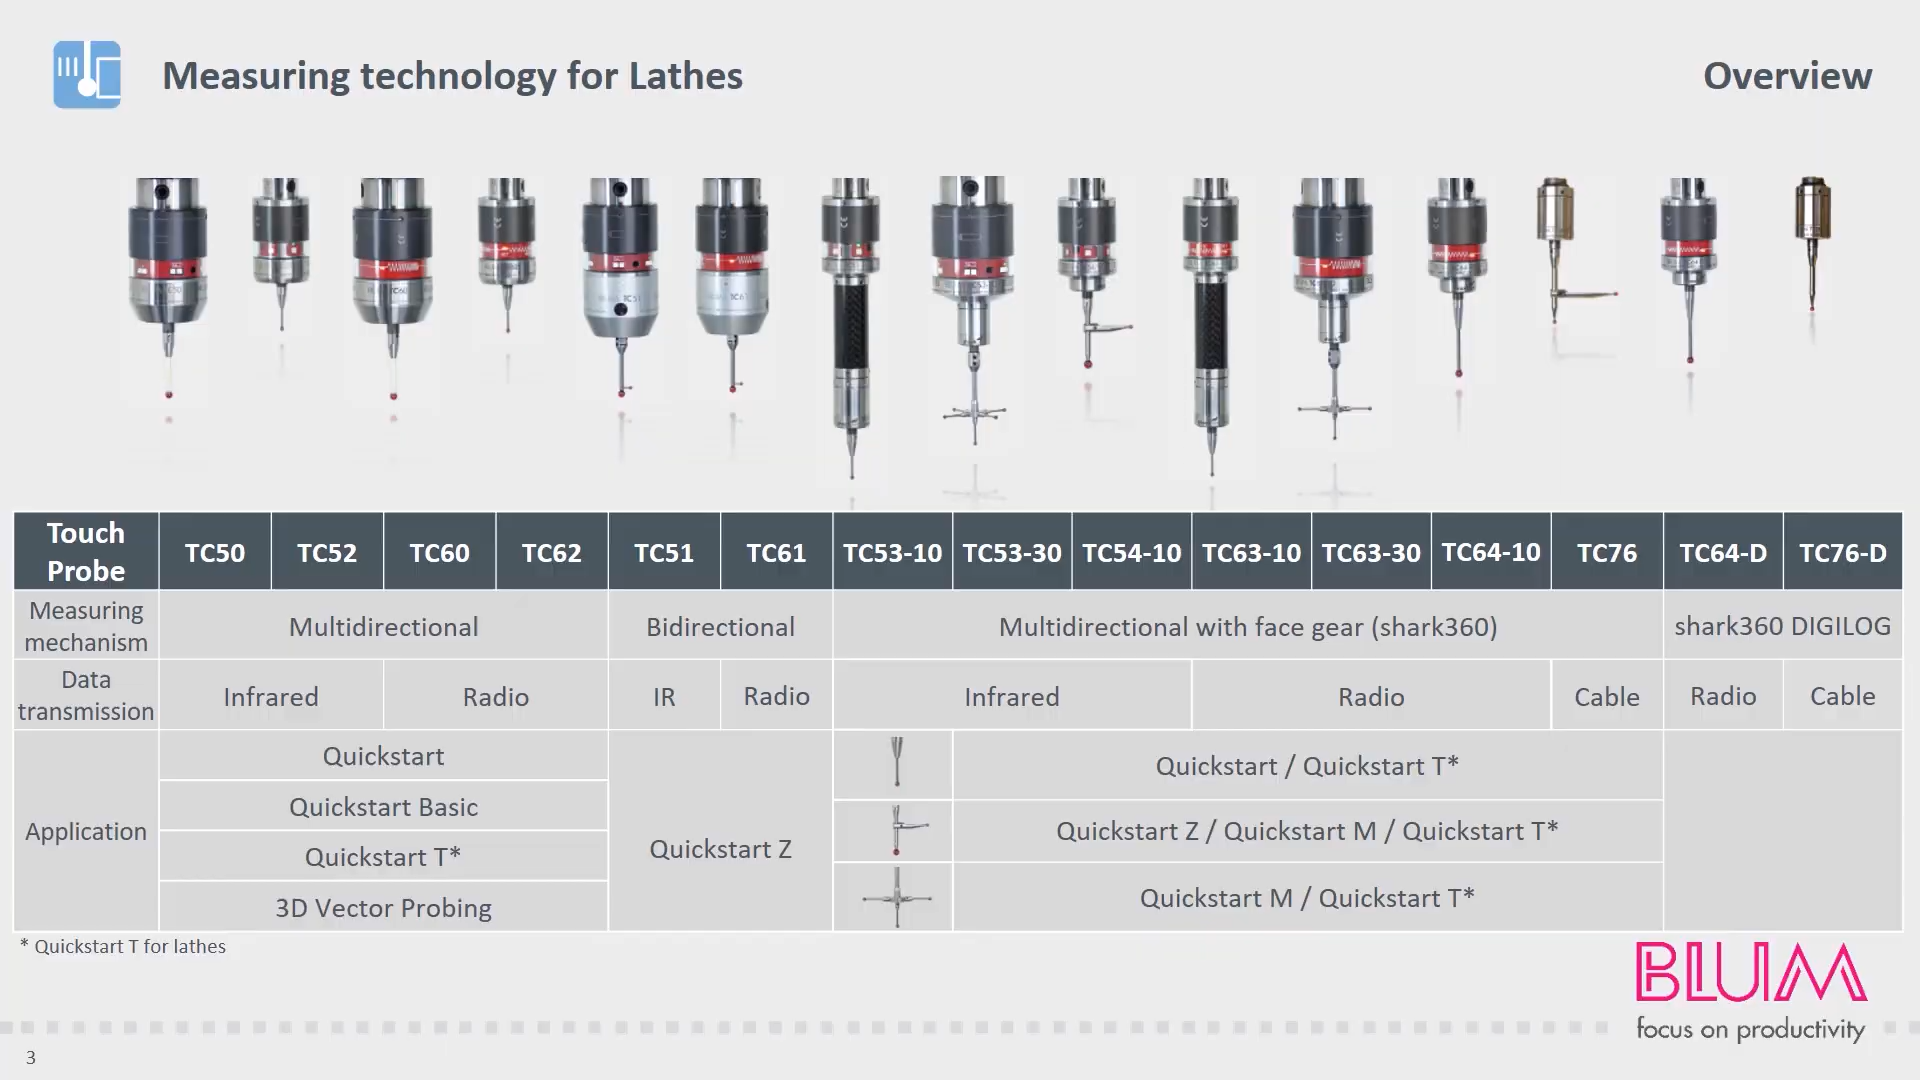 Measuring technology for Lathes
Overview
Touch Probe
TC50
TC52
TC60
TC62
TC51
TC61
TC53-10
TC53-30
TC54-10
TC63-10
TC63-30
TC64-10
TC76
TC64-D
TC76-D
Measuring mechanism
Multidirectional
Bidirectional
Multidirectional with face gear (shark360)
shark360 DIGILOG
Data transmission
Infrared
Radio
IR
Radio
Infrared
Radio
Cable
Radio
Cable
Application
Quickstart
Quickstart Basic
Quickstart T*
3D Vector Probing
Quickstart Z
Quickstart / Quickstart T*
Quickstart Z / Quickstart M / Quickstart T*
Quickstart M / Quickstart T*
* Quickstart T for lathes
BLUM
focus on productivity
3